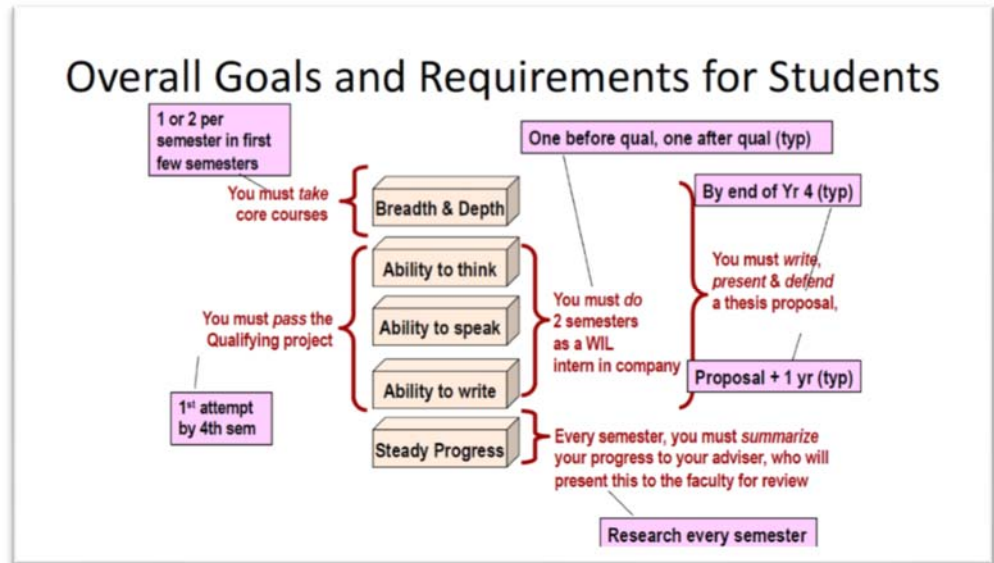 Overall Goals and Requirements for Students
1 or 2 per
semester in first
few semesters
One before qual, one after qual (typ)
You must take
core courses
Breadth & Depth
By end of Yr 4 (typ)
Ability to think
You must write,
present & defend
a thesis proposal,
You must pass the
Qualifying project
Ability to speak
You must do
2 semesters
as a WIL
intern in company
Ability to write
Proposal + 1 yr (typ)
1st attempt
by 4th sem
Steady Progress
Every semester, you must summarize
your progress to your adviser, who will
present this to the faculty for review
Research every semester